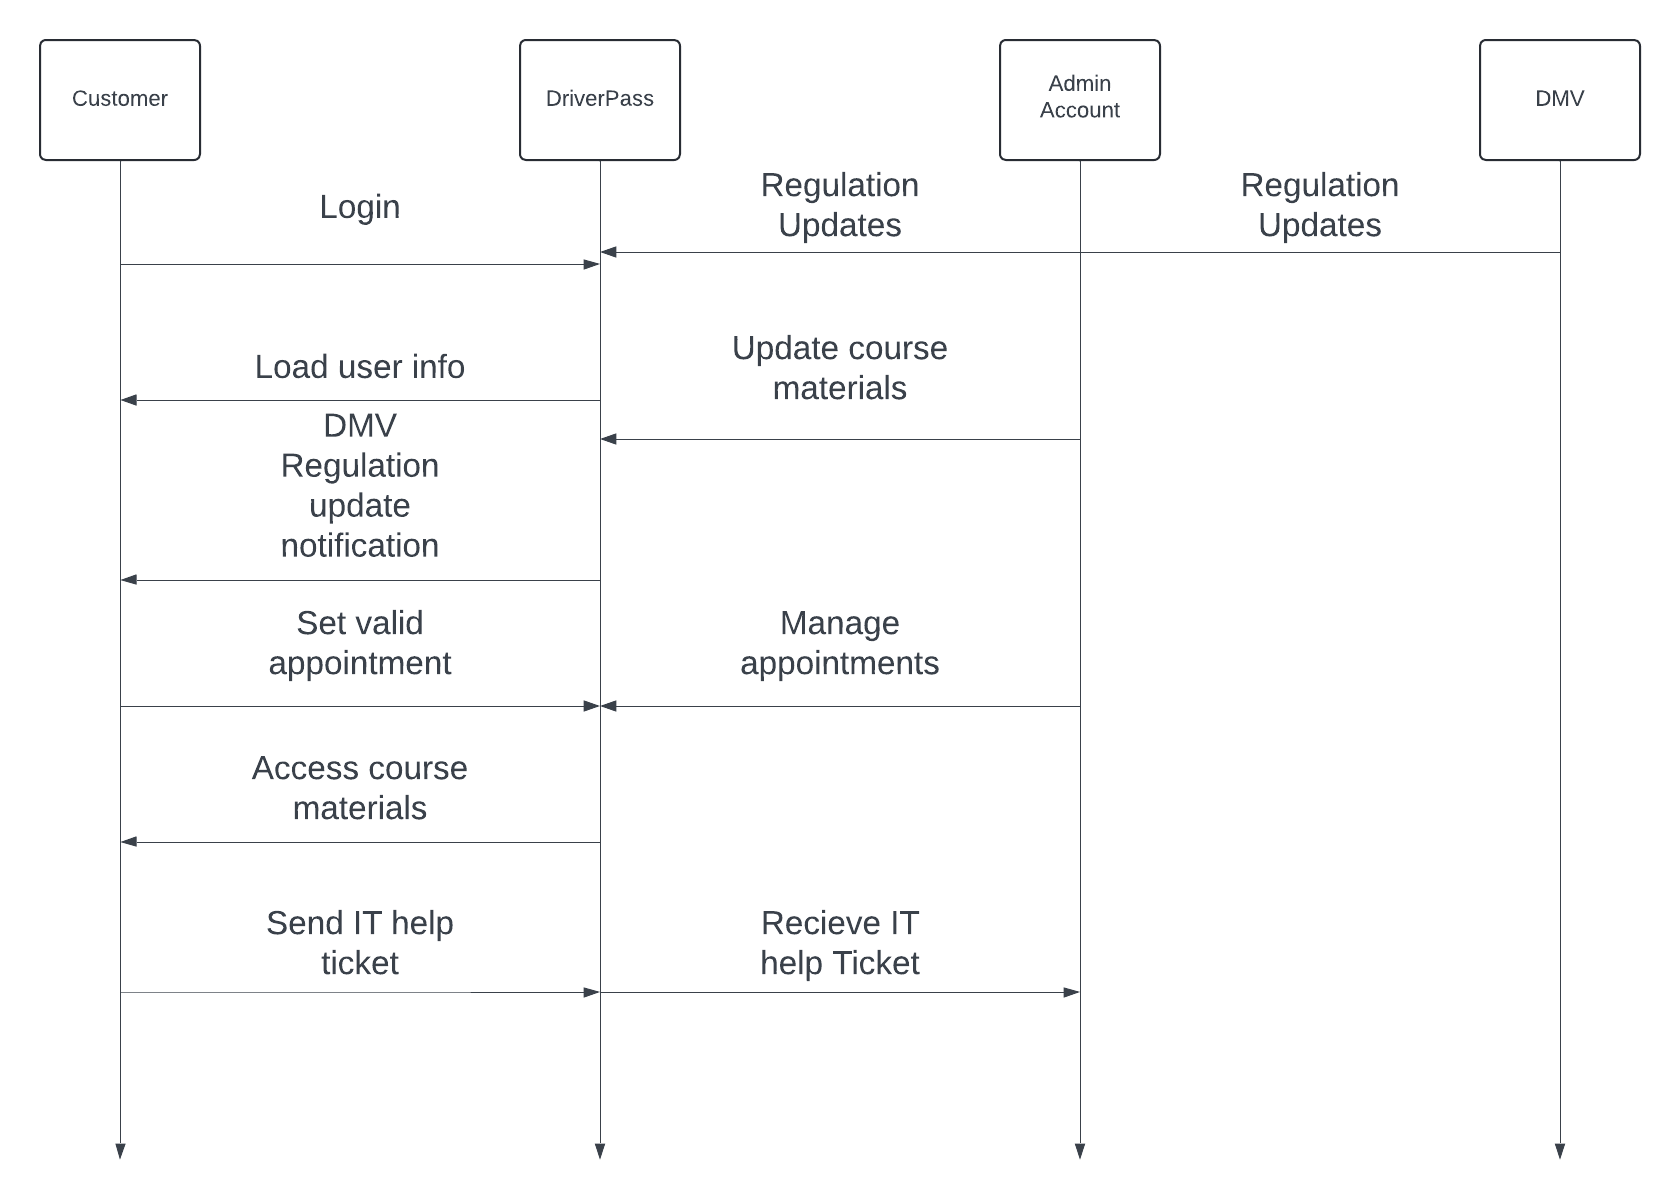 Customer
DriverPass
Admin
Account
DMV
Login
Regulation
Updates
Regulation
Updates
Load user info
Update course
materials
DMV
Regulation
update
notification
Set valid
appointment
Manage
appointments
Access course
materials
Send IT help
ticket
Recieve IT
help Ticket